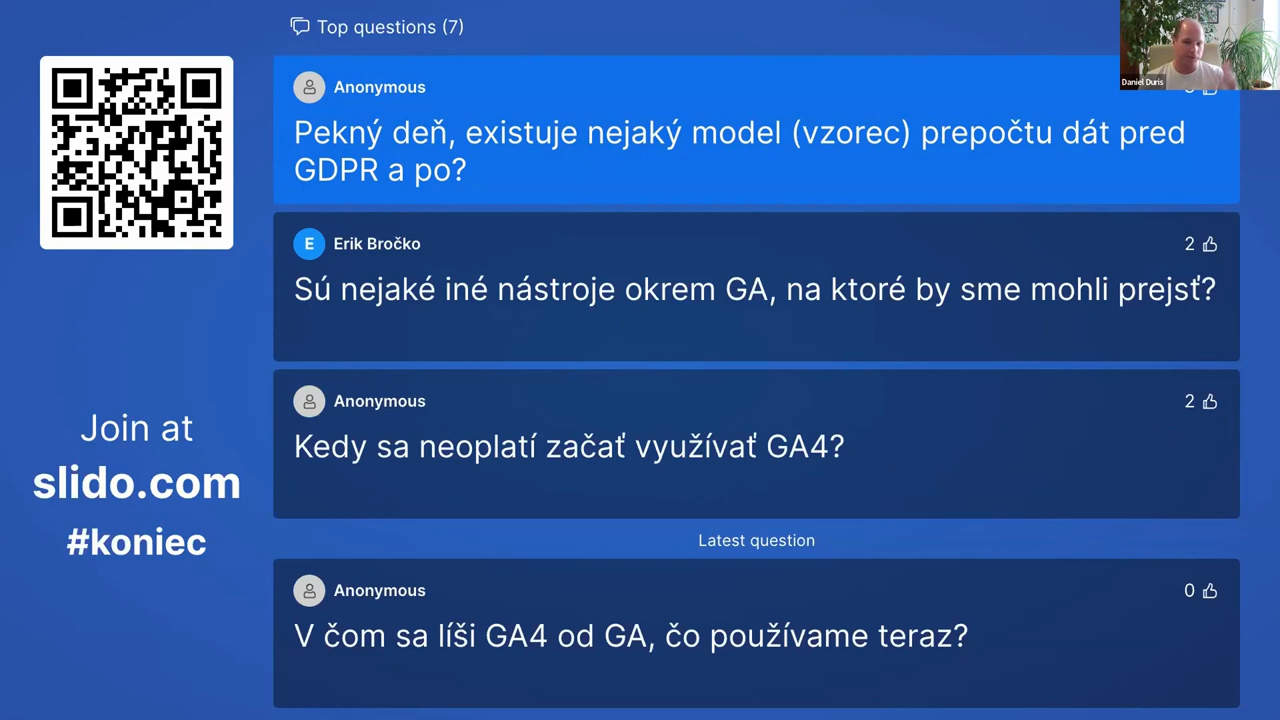 Top questions (7)
Anonymous
Pekný deň, existuje nejaký model (vzorec) prepočtu dát pred
GDPR a po?
E Erik Bročko 2
Sú nejaké iné nástroje okrem GA, na ktoré by sme mohli prejsť?
Anonymous 2
Kedy sa neoplatí začať využívať GA4?
Latest question
Anonymous 0
V čom sa líši GA4 od GA, čo používame teraz?
Join at
slido.com
#koniec
Daniel Duris